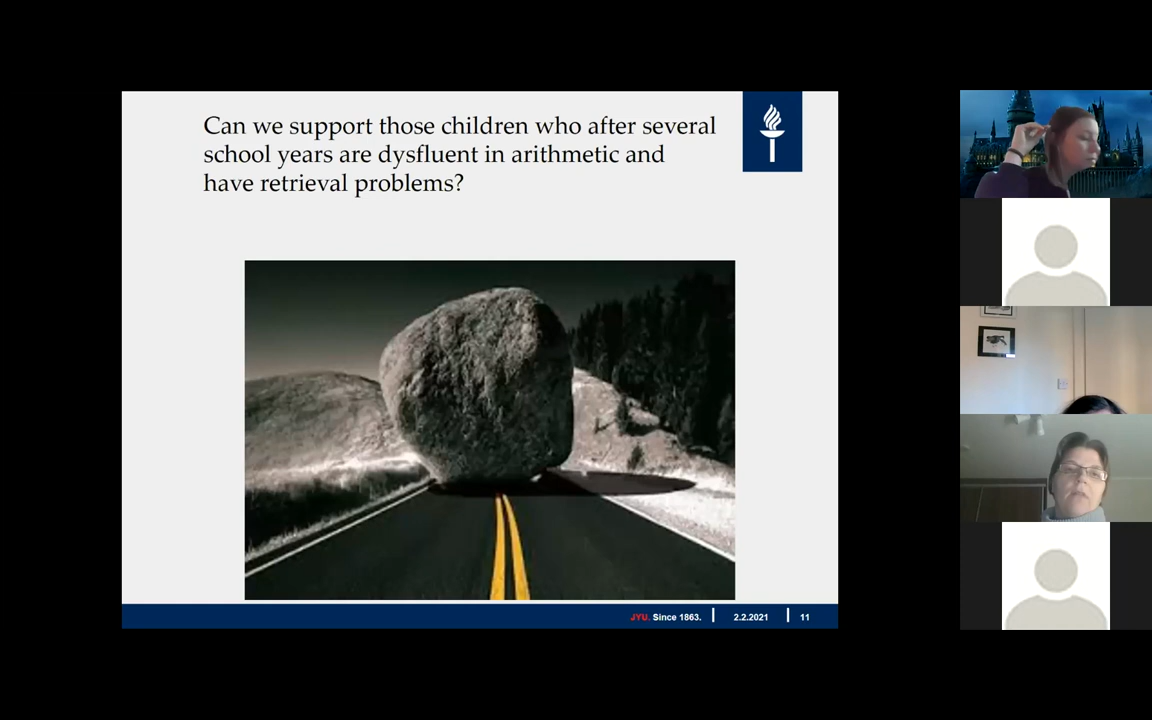 Can we support those children who after several
school years are dysfluent in arithmetic and
have retrieval problems?
JYU. Since 1863. 2.2.2021 11